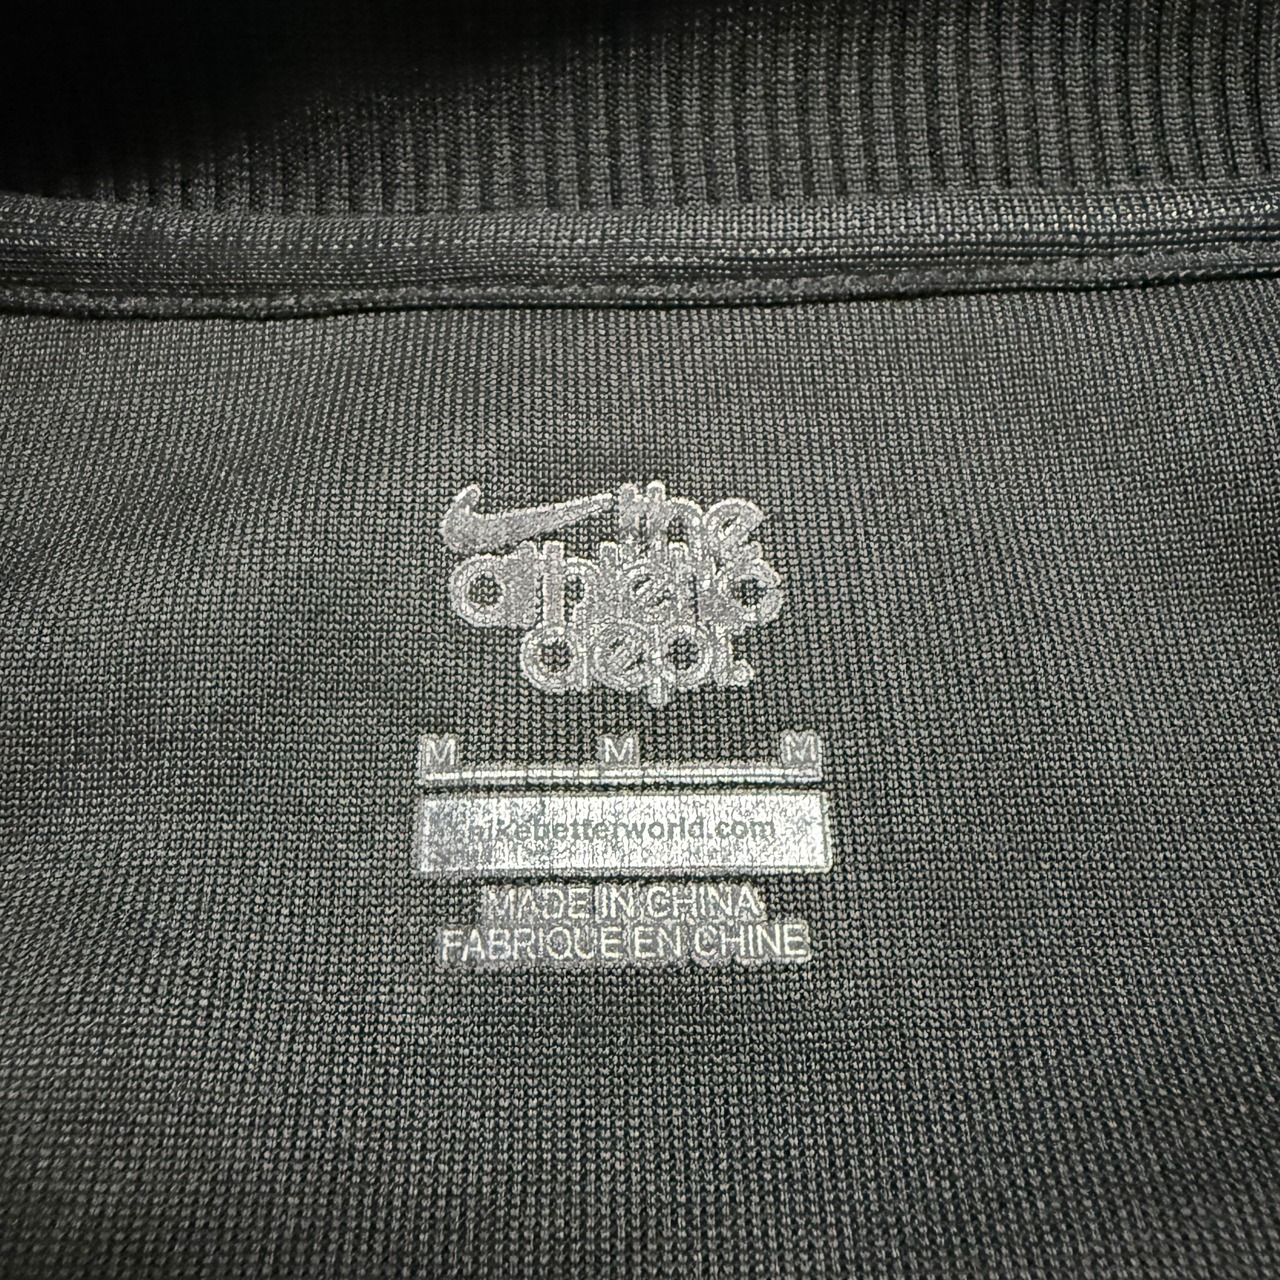 the
athletic
dept.
M M M
nikebetterworld.com
MADE IN CHINA
FABRIQUE EN CHINE